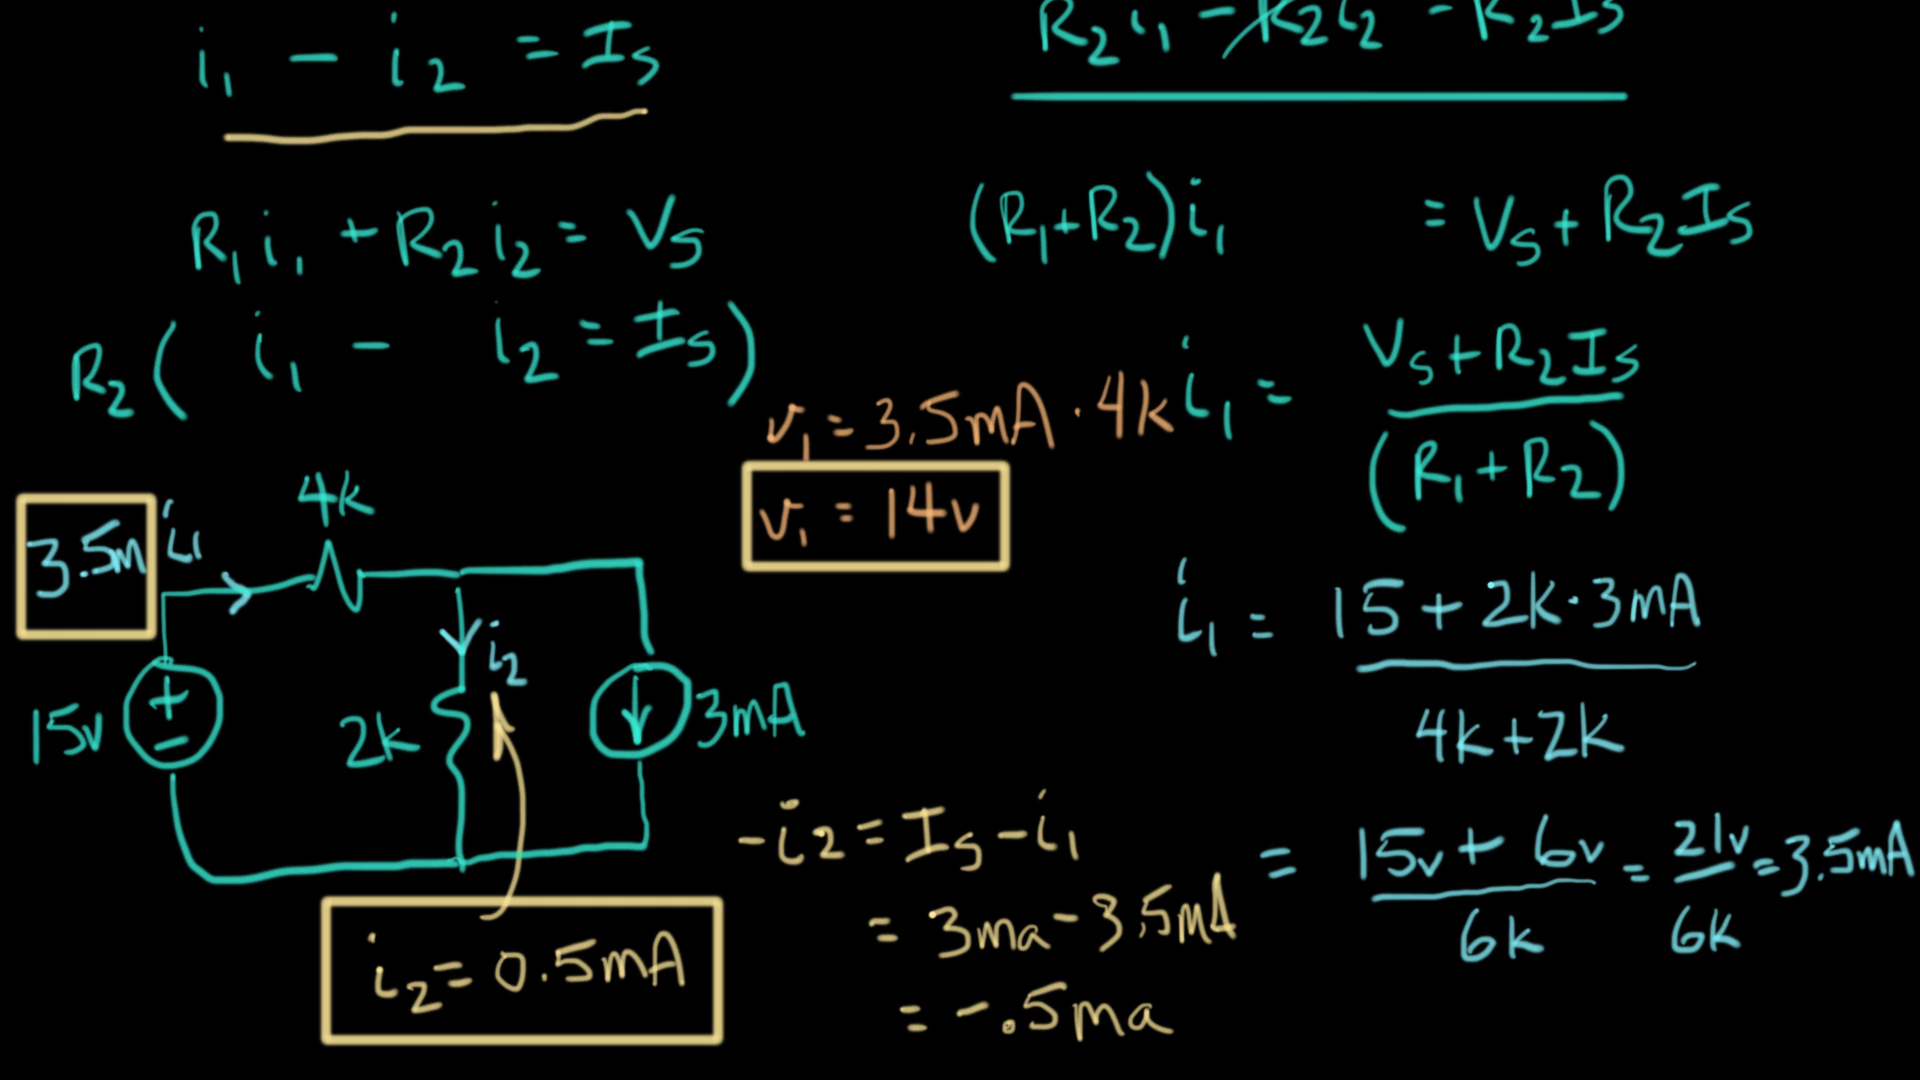 i₁ - i₂ = Iₛ
R₂i₁ - R₂i₂ = R₂Iₛ
R₁i₁ + R₂i₂ = Vₛ
R₂( i₁ - i₂ = Iₛ )
(R₁+R₂)i₁ = Vₛ + R₂Iₛ
i₁ = Vₛ+R₂Iₛ
(R₁+R₂)
v₁ = 3.5mA · 4k
v₁ = 14v
i₁ = 15 + 2k·3mA
4k+2k
= 15v + 6v = 21v = 3.5mA
6k 6k
3.5m i₁
4k
i₂
15v
+
-
2k
3mA
-i₂ = Iₛ - i₁
= 3ma - 3.5mA
= -.5ma
i₂ = 0.5mA